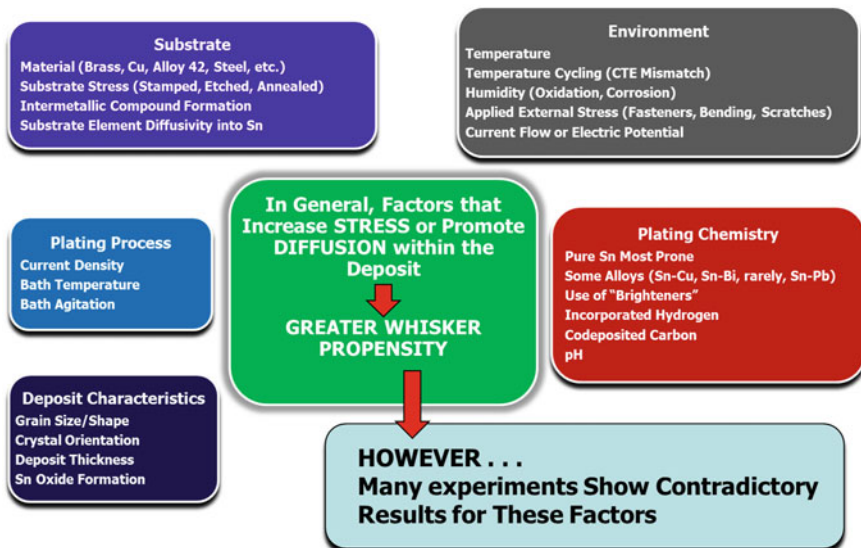 Substrate
Material (Brass, Cu, Alloy 42, Steel, etc.)
Substrate Stress (Stamped, Etched, Annealed)
Intermetallic Compound Formation
Substrate Element Diffusivity into Sn
Environment
Temperature
Temperature Cycling (CTE Mismatch)
Humidity (Oxidation, Corrosion)
Applied External Stress (Fasteners, Bending, Scratches)
Current Flow or Electric Potential
In General, Factors that
Increase STRESS or Promote
DIFFUSION within the
Deposit
GREATER WHISKER
PROPENSITY
Plating Process
Current Density
Bath Temperature
Bath Agitation
Plating Chemistry
Pure Sn Most Prone
Some Alloys (Sn-Cu, Sn-Bi, rarely, Sn-Pb)
Use of "Brighteners"
Incorporated Hydrogen
Codeposited Carbon
pH
Deposit Characteristics
Grain Size/Shape
Crystal Orientation
Deposit Thickness
Sn Oxide Formation
HOWEVER . . .
Many experiments Show Contradictory
Results for These Factors